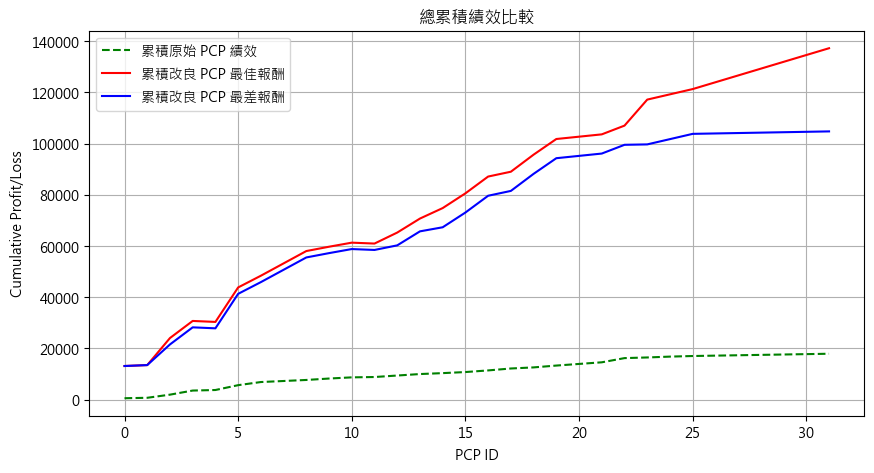 總累積績效比較
累積原始 PCP 績效
累積改良 PCP 最佳報酬
累積改良 PCP 最差報酬
Cumulative Profit/Loss
140000
120000
100000
80000
60000
40000
20000
0
0 5 10 15 20 25 30
PCP ID